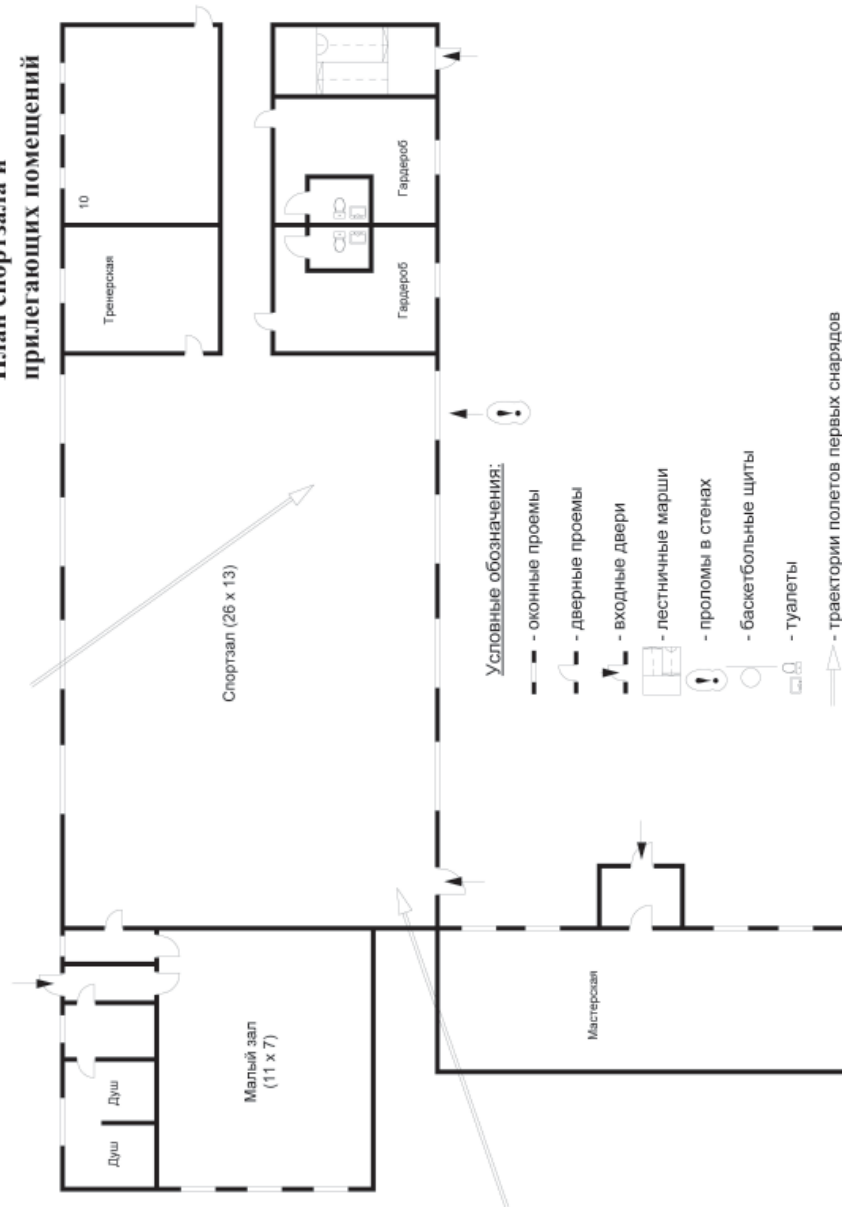 План спортзала и
прилегающих помещений
Душ
Душ
Тренерская
10
Спортзал (26 x 13)
Малый зал
(11 x 7)
Гардероб
Гардероб
Мастерская
Условные обозначения:
- оконные проемы
- дверные проемы
- входные двери
- лестничные марши
- проломы в стенах
- баскетбольные щиты
- туалеты
- траектории полетов первых снарядов